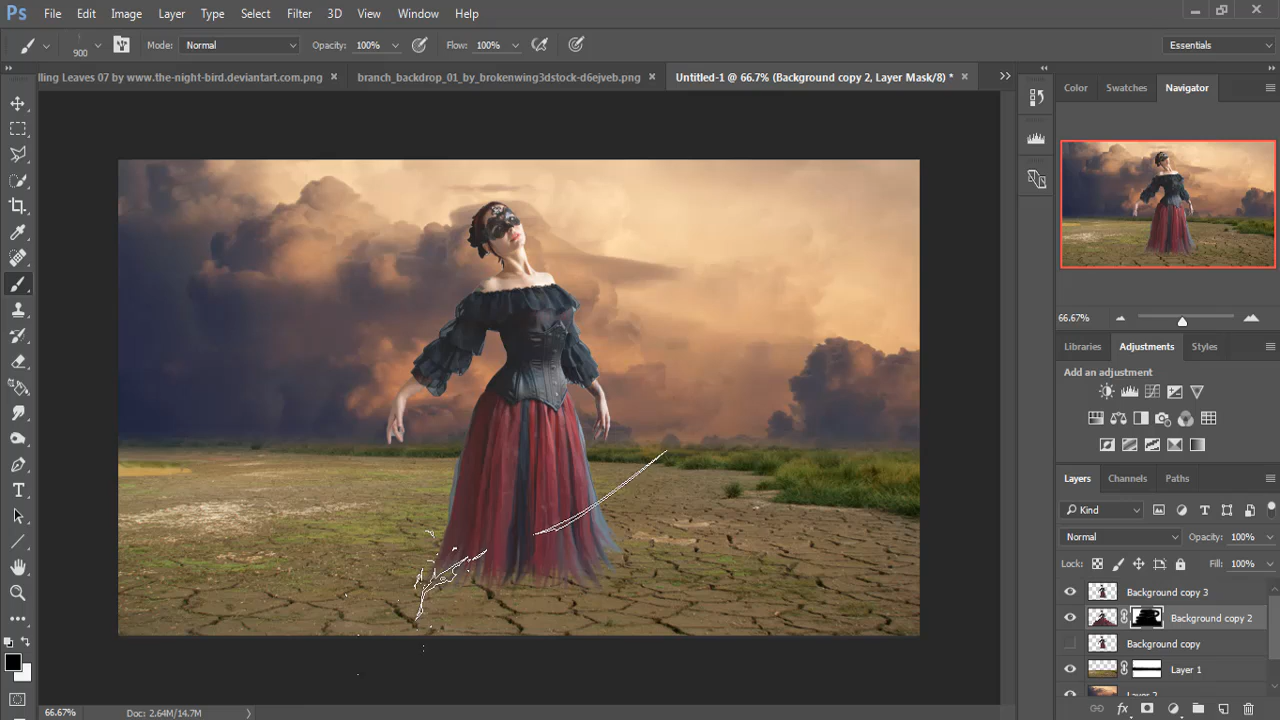 Ps File Edit Image Layer Type Select Filter 3D View Window Help
900 Mode: Normal Opacity: 100% Flow: 100% Essentials
lling Leaves 07 by www.the-night-bird.deviantart.com.png × branch_backdrop_01_by_brokenwing3dstock-d6ejveb.png × Untitled-1 @ 66.7% (Background copy 2, Layer Mask/8) * ×
Color Swatches Navigator
66.67%
Libraries Adjustments Styles
Add an adjustment
Layers Channels Paths
Kind
Normal Opacity: 100%
Lock: Fill: 100%
Background copy 3
Background copy 2
Background copy
Layer 1
Layer 2
fx
66.67% Doc: 2.64M/14.7M